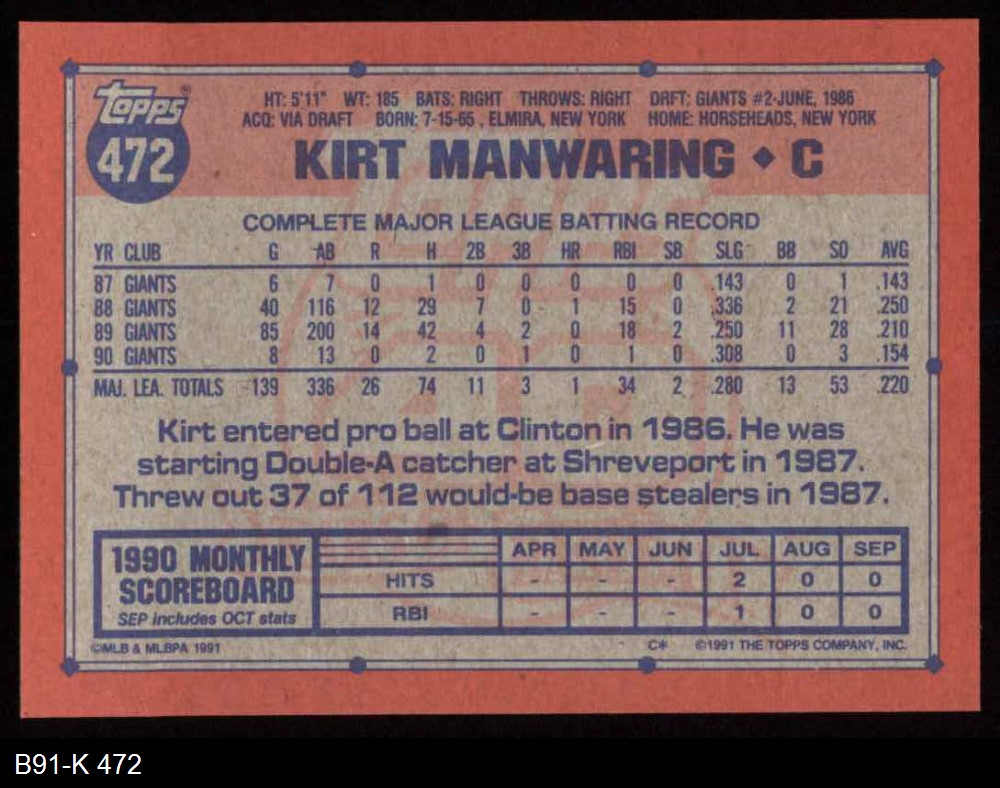 Topps®
472
HT: 5'11" WT: 185 BATS: RIGHT THROWS: RIGHT DRFT: GIANTS #2-JUNE, 1986
ACQ: VIA DRAFT BORN: 7-15-65, ELMIRA, NEW YORK HOME: HORSEHEADS, NEW YORK
KIRT MANWARING ◆ C
COMPLETE MAJOR LEAGUE BATTING RECORD
YR CLUB G AB R H 2B 3B HR RBI SB SLG BB SO AVG
87 GIANTS 6 7 0 1 0 0 0 0 0 .143 0 1 .143
88 GIANTS 40 116 12 29 7 0 1 15 0 .336 2 21 .250
89 GIANTS 85 200 14 42 4 2 0 18 2 .250 11 28 .210
90 GIANTS 8 13 0 2 0 1 0 1 0 .308 0 3 .154
MAJ. LEA. TOTALS 139 336 26 74 11 3 1 34 2 .280 13 53 .220
Kirt entered pro ball at Clinton in 1986. He was
starting Double-A catcher at Shreveport in 1987.
Threw out 37 of 112 would-be base stealers in 1987.
1990 MONTHLY
SCOREBOARD
SEP includes OCT stats
APR MAY JUN JUL AUG SEP
HITS - - - 2 0 0
RBI - - - 1 0 0
©MLB & MLBPA 1991 C* ©1991 THE TOPPS COMPANY, INC.
B91-K 472